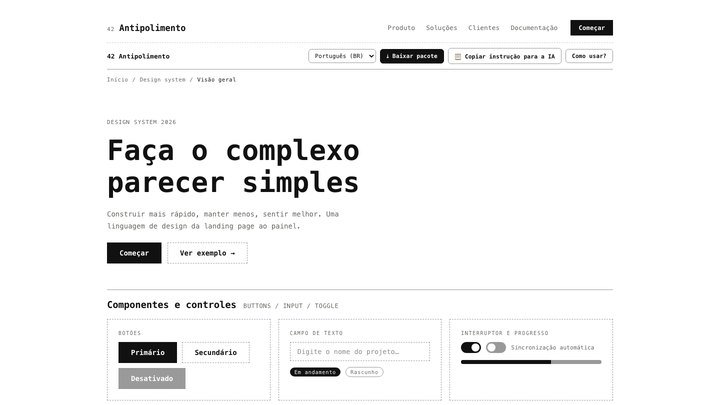 42 Antipolimento
Produto Soluções Clientes Documentação Começar
42 Antipolimento
Português (BR) ↓ Baixar pacote 📋 Copiar instrução para a IA Como usar?
Início / Design system / Visão geral
DESIGN SYSTEM 2026
Faça o complexo
parecer simples
Construir mais rápido, manter menos, sentir melhor. Uma
linguagem de design da landing page ao painel.
Começar Ver exemplo →
Componentes e controles BUTTONS / INPUT / TOGGLE
BOTÕES
Primário Secundário
Desativado
CAMPO DE TEXTO
Digite o nome do projeto…
Em andamento Rascunho
INTERRUPTOR E PROGRESSO
Sincronização automática